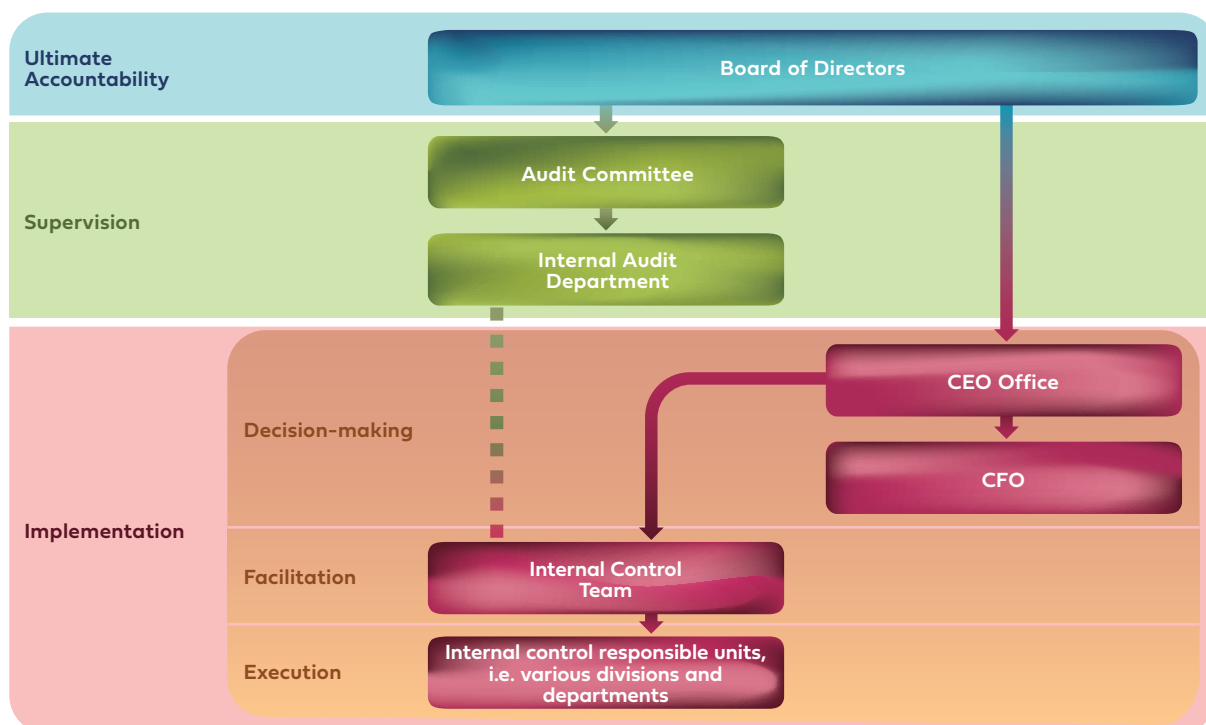 Ultimate
Accountability
Board of Directors
Supervision
Audit Committee
Internal Audit
Department
Implementation
Decision-making
CEO Office
CFO
Facilitation
Internal Control
Team
Execution
Internal control responsible units,
i.e. various divisions and
departments